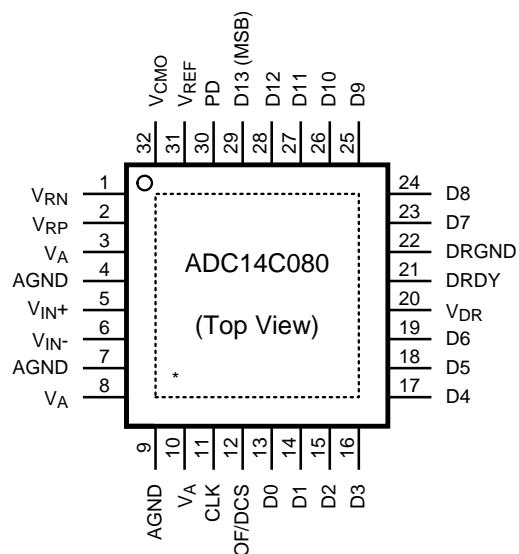 VCMO
VREF
PD
D13 (MSB)
D12
D11
D10
D9
32
31
30
29
28
27
26
25
VRN 1
VRP 2
VA 3
AGND 4
VIN+ 5
VIN- 6
AGND 7
VA 8
ADC14C080
(Top View)
*
24 D8
23 D7
22 DRGND
21 DRDY
20 VDR
19 D6
18 D5
17 D4
9
10
11
12
13
14
15
16
AGND
VA
CLK
OF/DCS
D0
D1
D2
D3